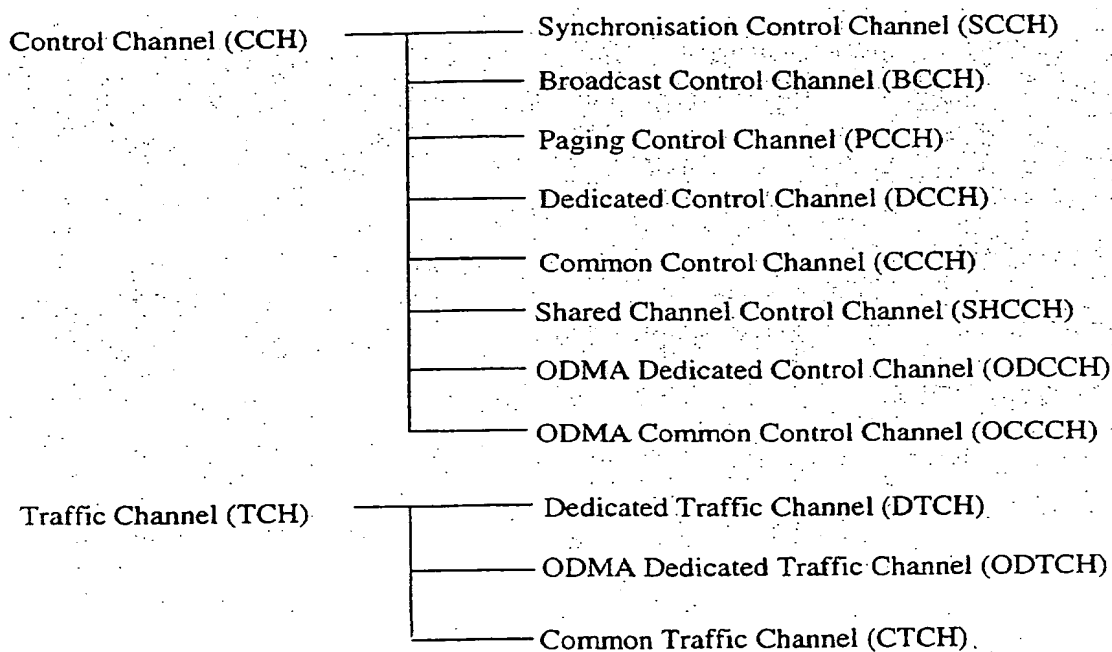 Control Channel (CCH)
Synchronisation Control Channel (SCCH)
Broadcast Control Channel (BCCH)
Paging Control Channel (PCCH)
Dedicated Control Channel (DCCH)
Common Control Channel (CCCH)
Shared Channel Control Channel (SHCCH)
ODMA Dedicated Control Channel (ODCCH)
ODMA Common Control Channel (OCCCH)
Traffic Channel (TCH)
Dedicated Traffic Channel (DTCH)
ODMA Dedicated Traffic Channel (ODTCH)
Common Traffic Channel (CTCH)